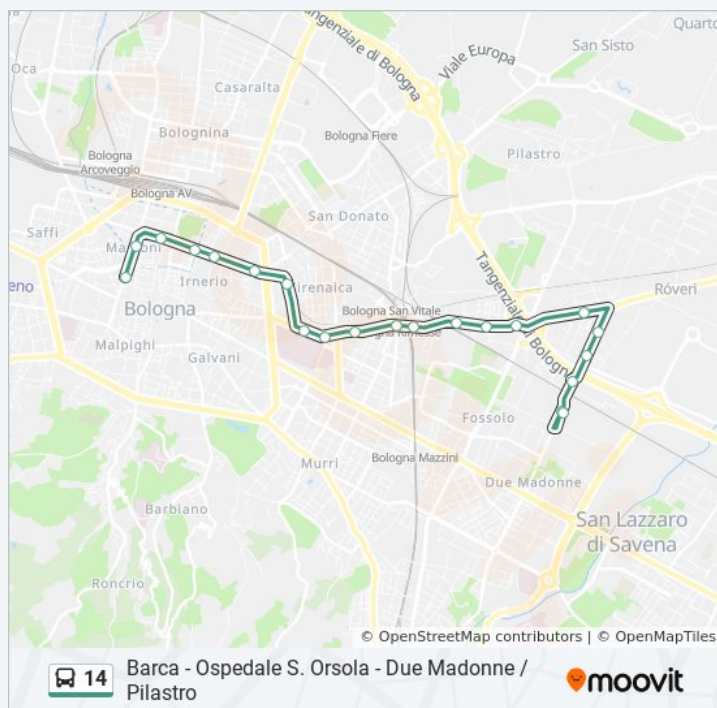 Quarto
San Sisto
Viale Europa
Tangenziale di Bologna
Oca
Casaralta
Bolognina
Bologna Fiere
Pilastro
Bologna
Arcoveggio
Bologna AV
San Donato
Saffi
Irnerio
Cirenaica
Tangenziale di Bologna
Róveri
eno
Bologna
Bologna San Vitale
Malpighi
Galvani
Fossolo
Murri
Bologna Mazzini
Due Madonne
Barbiano
San Lazzaro
di Savena
Roncrio
© OpenStreetMap contributors | © OpenMapTiles
14
Barca - Ospedale S. Orsola - Due Madonne /
Pilastro
moovit